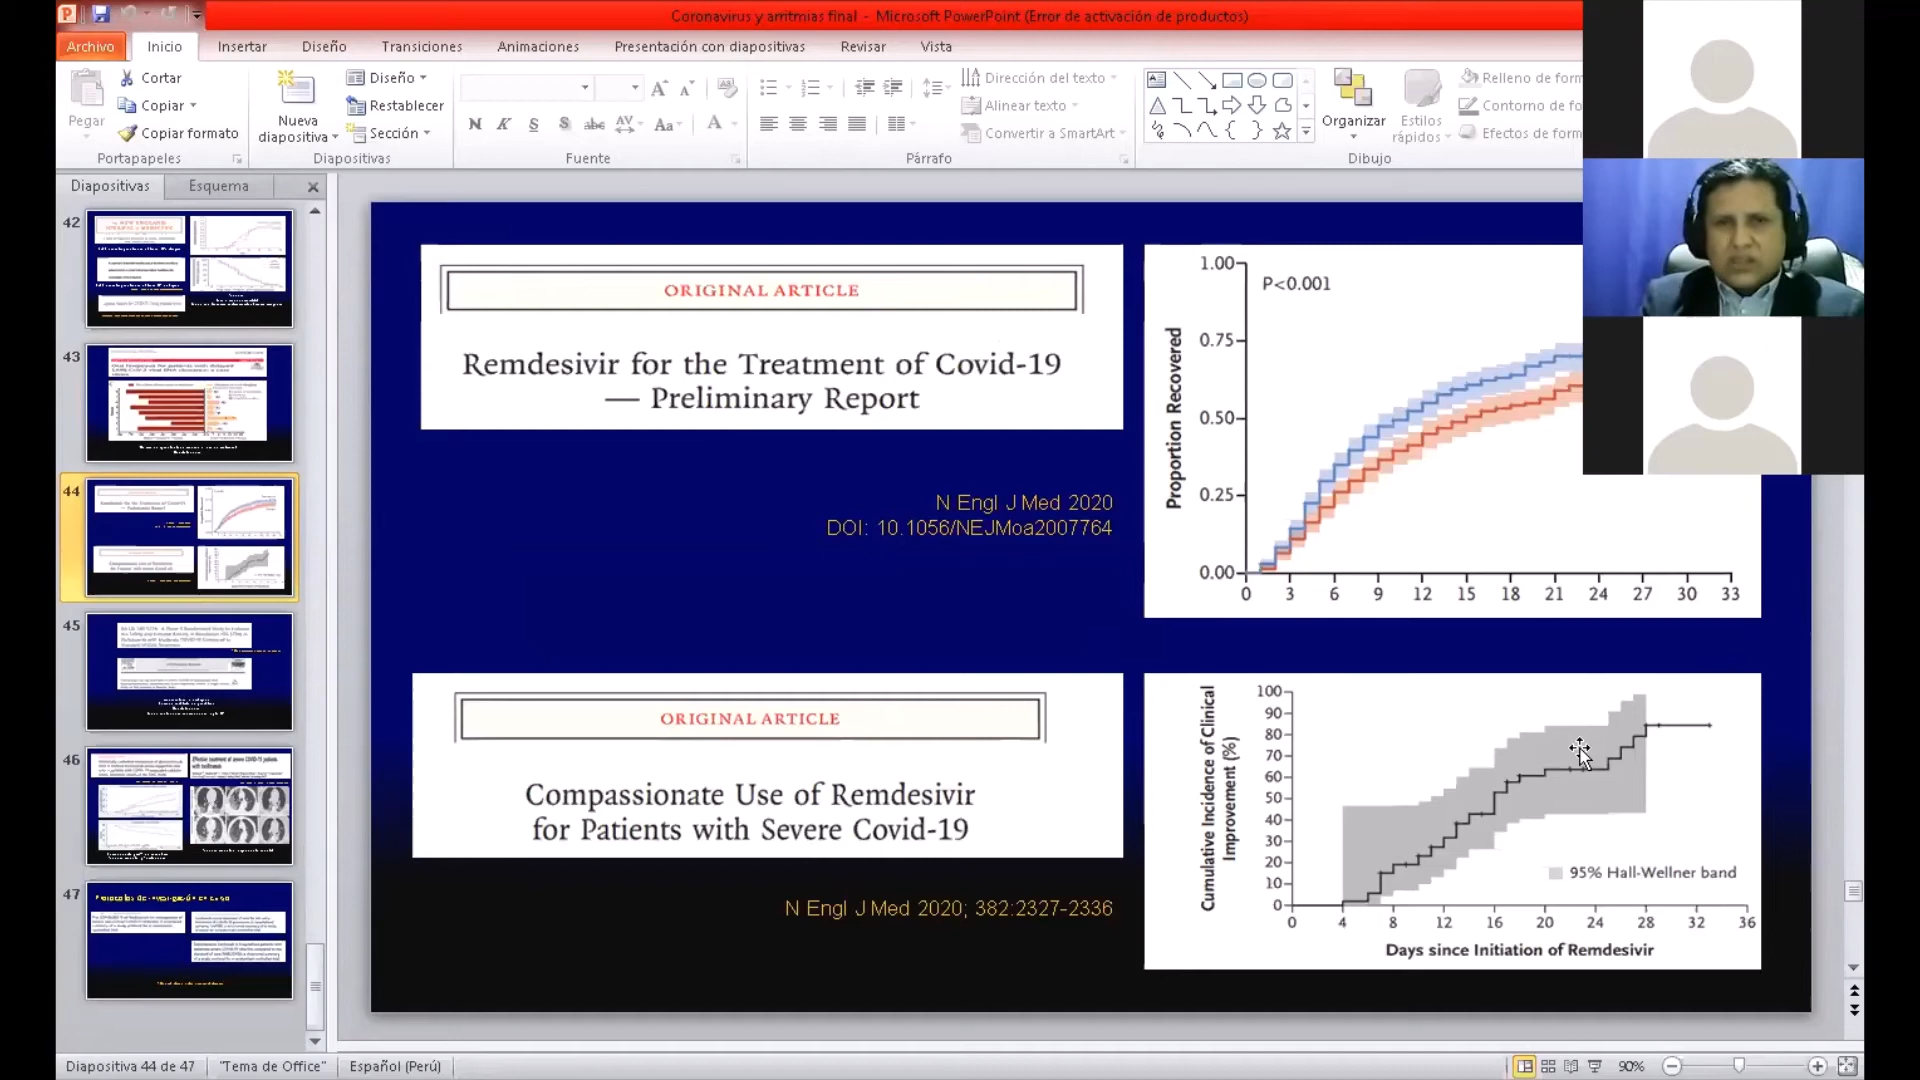 Coronavirus y arritmias final - Microsoft PowerPoint (Error de activación de productos)
Archivo Inicio Insertar Diseño Transiciones Animaciones Presentación con diapositivas Revisar Vista
Pegar
Cortar
Copiar
Copiar formato
Portapapeles
Nueva
diapositiva
Diseño
Restablecer
Sección
Diapositivas
N K S S abc AV Aa A
Fuente
Dirección del texto
Alinear texto
Convertir a SmartArt
Párrafo
Organizar
Estilos
rápidos
Relleno de form
Contorno de fo
Efectos de form
Dibujo
Diapositivas Esquema
42
43
44
45
46
47
ORIGINAL ARTICLE
Remdesivir for the Treatment of Covid-19
— Preliminary Report
N Engl J Med 2020
DOI: 10.1056/NEJMoa2007764
P<0.001
Proportion Recovered
1.00
0.75
0.50
0.25
0.00
0 3 6 9 12 15 18 21 24 27 30 33
ORIGINAL ARTICLE
Compassionate Use of Remdesivir
for Patients with Severe Covid-19
N Engl J Med 2020; 382:2327-2336
Cumulative Incidence of Clinical
Improvement (%)
100
90
80
70
60
50
40
30
20
10
0
95% Hall-Wellner band
0 4 8 12 16 20 24 28 32 36
Days since Initiation of Remdesivir
Diapositiva 44 de 47 "Tema de Office" Español (Perú) 90%